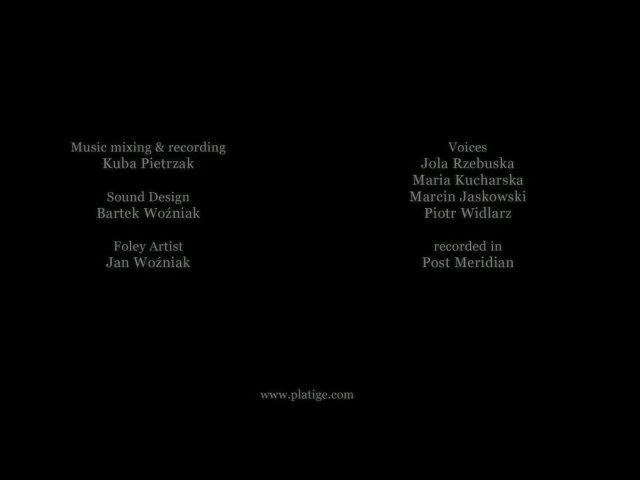 Music mixing & recording
Kuba Pietrzak
Sound Design
Bartek Woźniak
Foley Artist
Jan Woźniak
Voices
Jola Rzebuska
Maria Kucharska
Marcin Jaskowski
Piotr Widlarz
recorded in
Post Meridian
www.platige.com